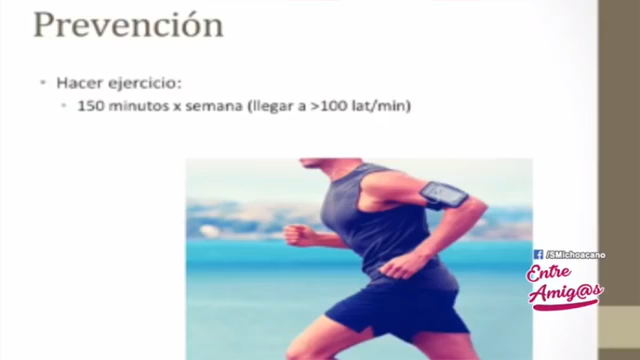 Prevención
Hacer ejercicio:
150 minutos x semana (llegar a >100 lat/min)
/SMichoacano
Entre
Amig@s